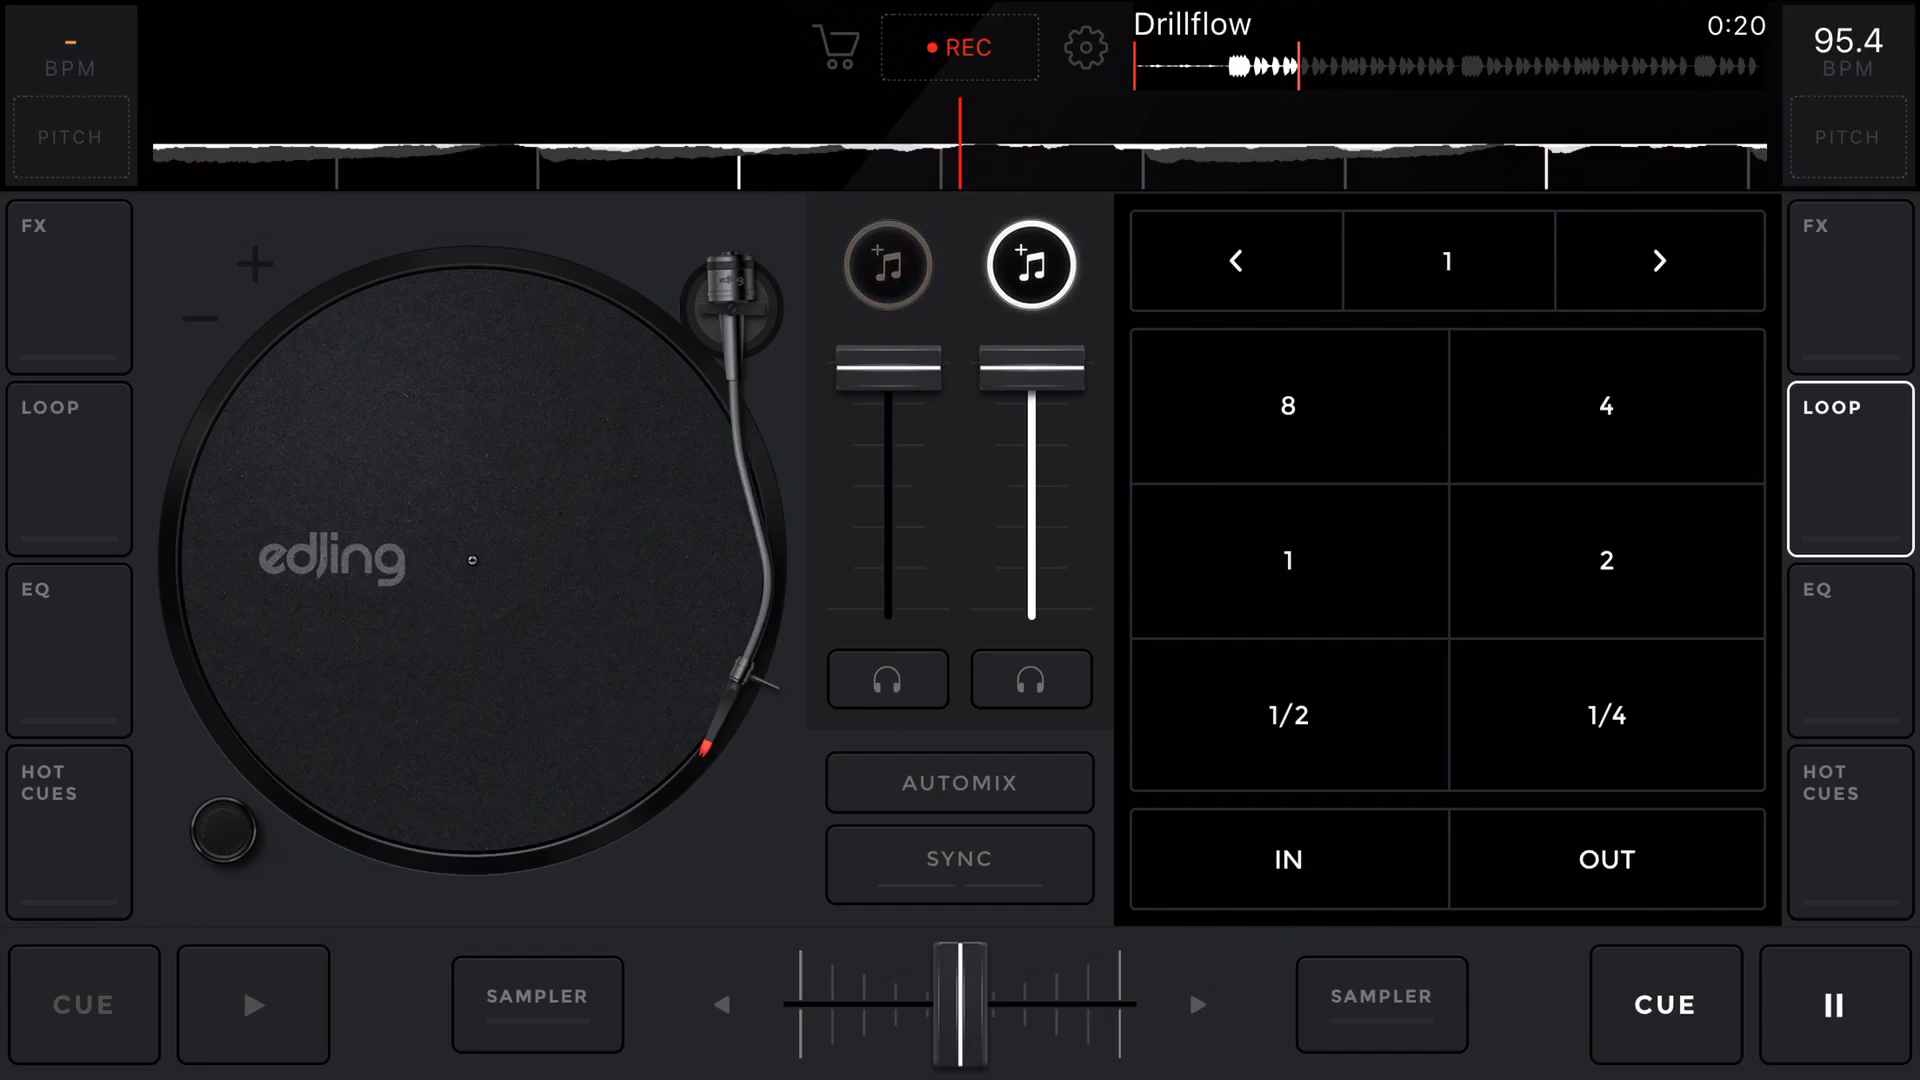 -
BPM
PITCH
REC
Drillflow
0:20
95.4
BPM
PITCH
FX
LOOP
EQ
HOT
CUES
edjing
1
8
4
1
2
1/2
1/4
IN
OUT
AUTOMIX
SYNC
FX
LOOP
EQ
HOT
CUES
CUE
SAMPLER
SAMPLER
CUE